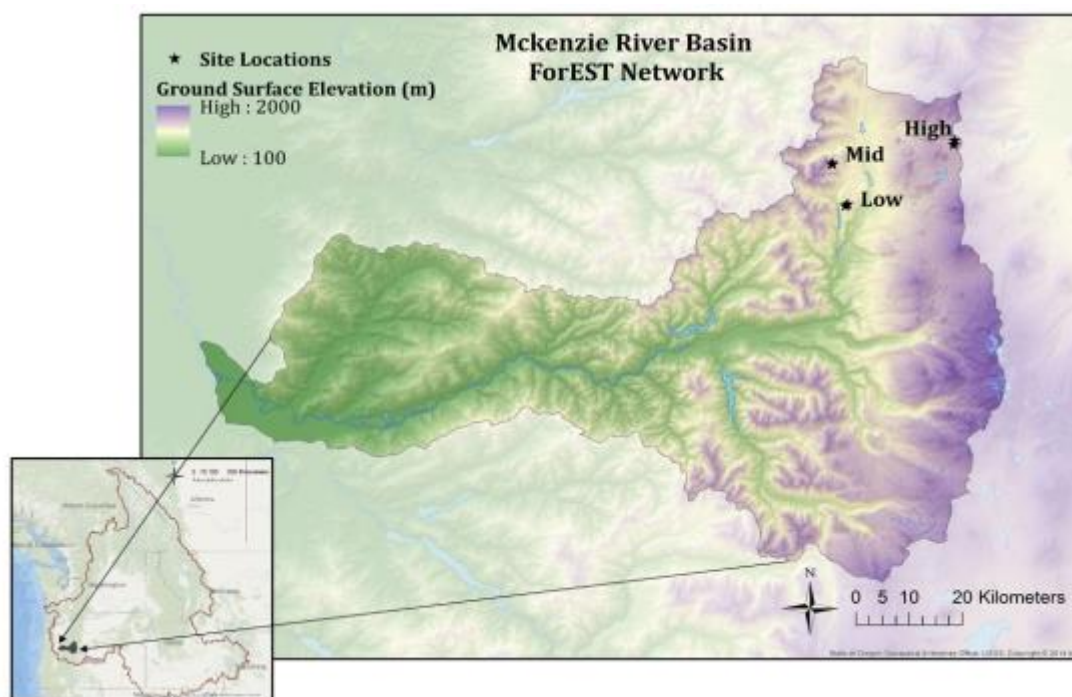 Mckenzie River Basin
ForEST Network
★ Site Locations
Ground Surface Elevation (m)
High : 2000
Low : 100
High
Mid
Low
N
0 5 10 20 Kilometers
Washington